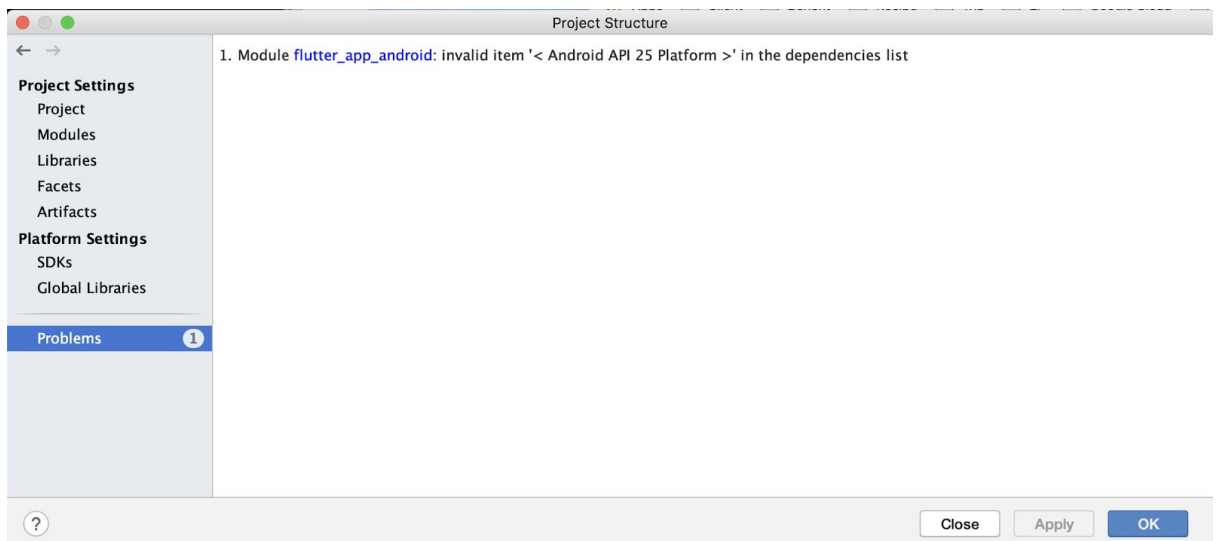 Project Structure
1. Module flutter_app_android: invalid item '< Android API 25 Platform >' in the dependencies list
Project Settings
Project
Modules
Libraries
Facets
Artifacts
Platform Settings
SDKs
Global Libraries
Problems 1
? Close Apply OK